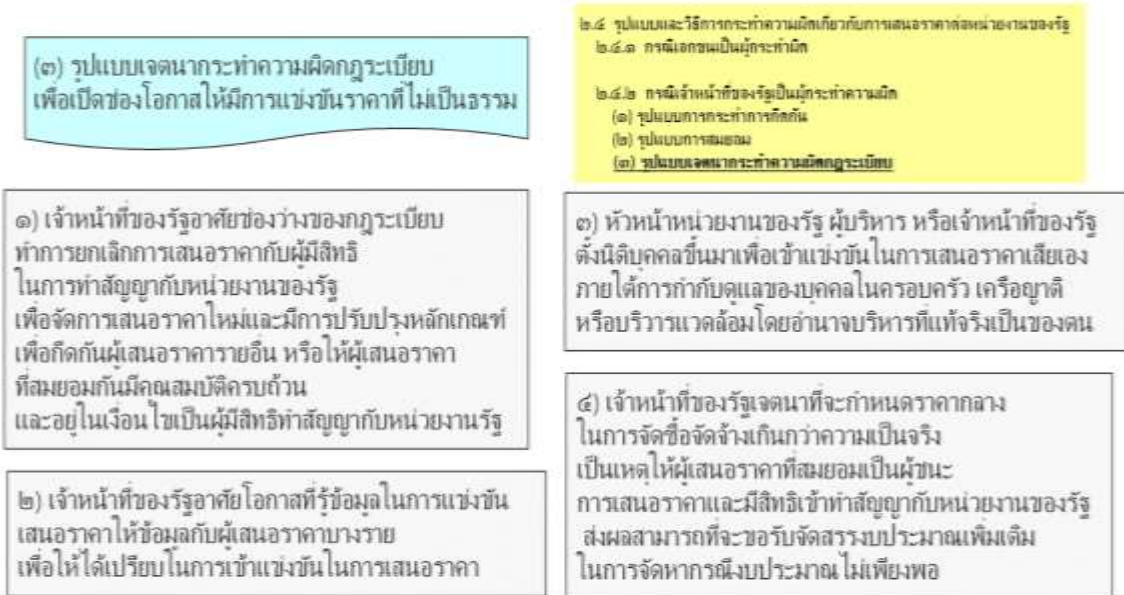 (๓) รูปแบบเจตนากระทำความผิดกฎระเบียบ
เพื่อเปิดช่องโอกาสให้มีการแข่งขันราคาที่ไม่เป็นธรรม
๒.๔ รูปแบบและวิธีการกระทำความผิดเกี่ยวกับการเสนอราคาต่อหน่วยงานของรัฐ
๒.๔.๑ กรณีเอกชนเป็นผู้กระทำผิด
๒.๔.๒ กรณีเจ้าหน้าที่ของรัฐเป็นผู้กระทำความผิด
(๑) รูปแบบการกระทำการกีดกัน
(๒) รูปแบบการสมยอม
(๓) รูปแบบเจตนากระทำความผิดกฎระเบียบ
๑) เจ้าหน้าที่ของรัฐอาศัยช่องว่างของกฎระเบียบ
ทำการยกเลิกการเสนอราคากับผู้มีสิทธิ
ในการทำสัญญากับหน่วยงานของรัฐ
เพื่อจัดการเสนอราคาใหม่และมีการปรับปรุงหลักเกณฑ์
เพื่อกีดกันผู้เสนอราคารายอื่น หรือให้ผู้เสนอราคา
ที่สมยอมกันมีคุณสมบัติครบถ้วน
และอยู่ในเงื่อนไขเป็นผู้มีสิทธิทำสัญญากับหน่วยงานรัฐ
๒) เจ้าหน้าที่ของรัฐอาศัยโอกาสที่รู้ข้อมูลในการแข่งขัน
เสนอราคาให้ข้อมูลกับผู้เสนอราคาบางราย
เพื่อให้ได้เปรียบในการเข้าแข่งขันในการเสนอราคา
๓) หัวหน้าหน่วยงานของรัฐ ผู้บริหาร หรือเจ้าหน้าที่ของรัฐ
ตั้งนิติบุคคลขึ้นมาเพื่อเข้าแข่งขันในการเสนอราคาเสียเอง
ภายใต้การกำกับดูแลของบุคคลในครอบครัว เครือญาติ
หรือบริวารแวดล้อมโดยอำนาจบริหารที่แท้จริงเป็นของตน
๔) เจ้าหน้าที่ของรัฐเจตนาที่จะกำหนดราคากลาง
ในการจัดซื้อจัดจ้างเกินกว่าความเป็นจริง
เป็นเหตุให้ผู้เสนอราคาที่สมยอมเป็นผู้ชนะ
การเสนอราคาและมีสิทธิเข้าทำสัญญากับหน่วยงานของรัฐ
ส่งผลสามารถที่จะขอรับจัดสรรงบประมาณเพิ่มเติม
ในการจัดหากรณีงบประมาณไม่เพียงพอ